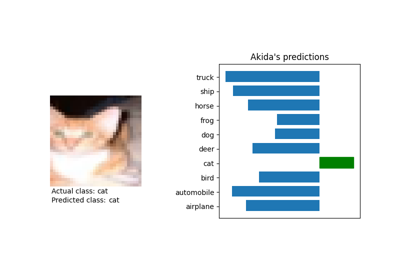 Akida's predictions
truck
ship
horse
frog
dog
deer
cat
bird
automobile
airplane
Actual class: cat
Predicted class: cat